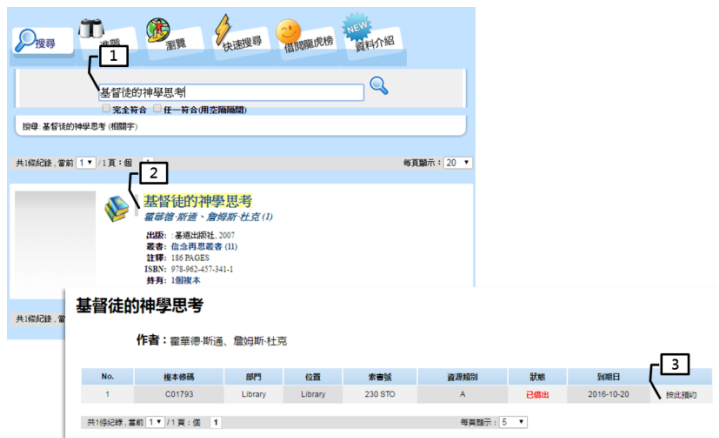 搜尋
進階
瀏覽
快速搜尋
借閱龍虎榜
NEW
資料介紹
1
基督徒的神學思考
完全符合 任一符合(用空隔隔開)
搜尋: 基督徒的神學思考 (相關字)
共1條紀錄, 當前 1 / 1 頁：個 1
每頁顯示：20
2
基督徒的神學思考
霍華德·斯通、詹姆斯·杜克 (1)
出版: : 基道出版社, 2007
叢書: 信念再思叢書 (11)
註釋: 186 PAGES
ISBN: 978-962-457-341-1
持有: 1個複本
共1條紀錄, 當
基督徒的神學思考
作者：霍華德·斯通、詹姆斯·杜克
3
No. 複本條碼 部門 位置 索書號 資源類別 狀態 到期日
1 C01793 Library Library 230 STO A 已借出 2016-10-20 按此預約
共1條紀錄, 當前 1 / 1 頁：個 1
每頁顯示：5